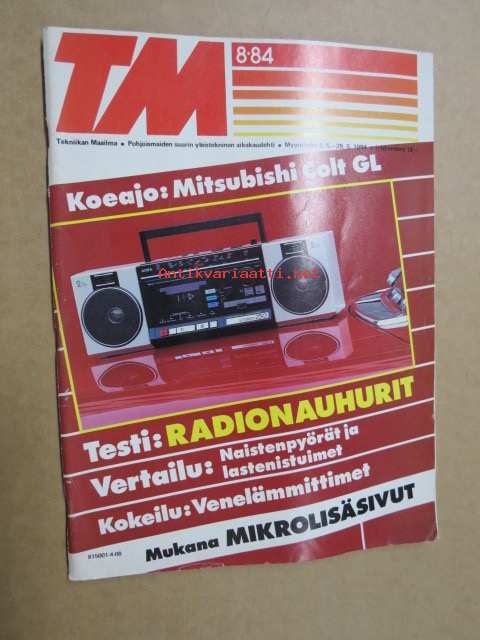 TM
8·84
Tekniikan Maailma • Pohjoismaiden suurin yleistekninen aikakauslehti •
Koeajo: Mitsubishi Colt GL
Antikvariaatti.net
Testi: RADIONAUHURIT
Vertailu: Naistenpyörät ja
lastenistuimet
Kokeilu: Venelämmittimet
Mukana MIKROLISÄSIVUT